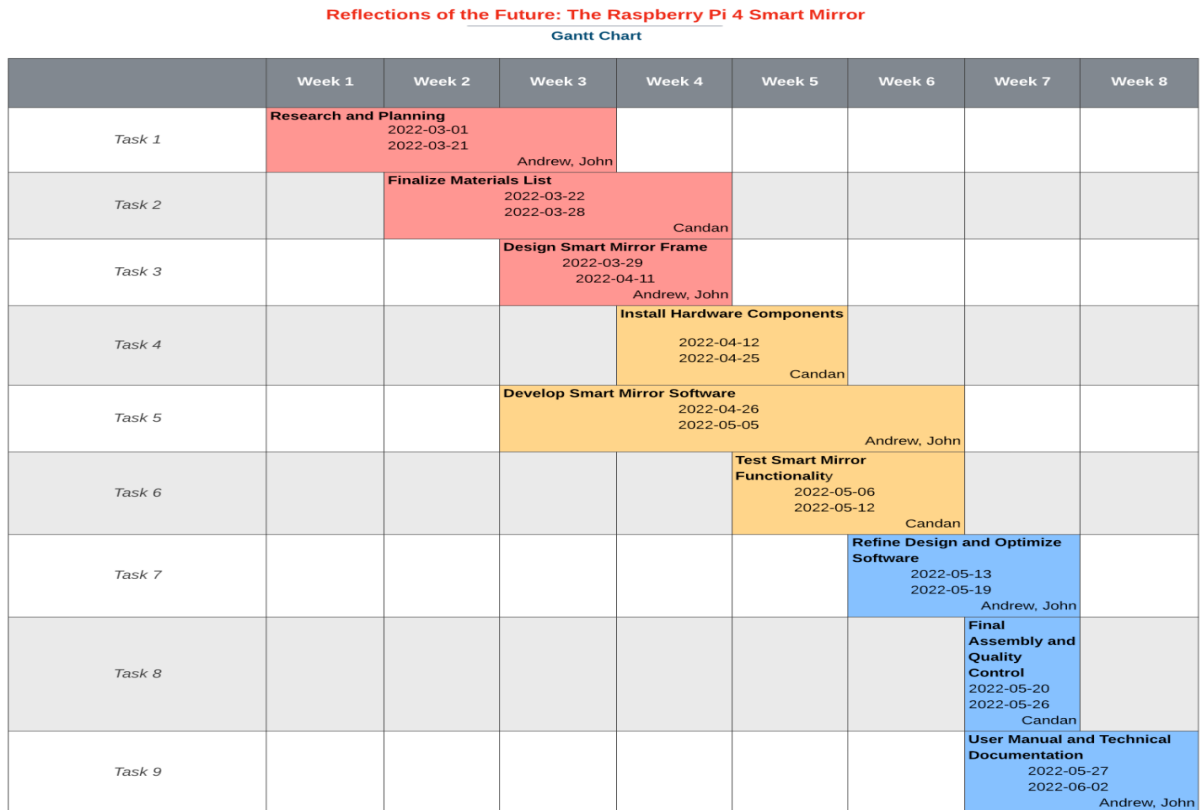 Reflections of the Future: The Raspberry Pi 4 Smart Mirror
Gantt Chart
Week 1 Week 2 Week 3 Week 4 Week 5 Week 6 Week 7 Week 8
Task 1
Research and Planning
2022-03-01
2022-03-21
Andrew, John
Task 2
Finalize Materials List
2022-03-22
2022-03-28
Candan
Task 3
Design Smart Mirror Frame
2022-03-29
2022-04-11
Andrew, John
Task 4
Install Hardware Components
2022-04-12
2022-04-25
Candan
Task 5
Develop Smart Mirror Software
2022-04-26
2022-05-05
Andrew, John
Task 6
Test Smart Mirror
Functionality
2022-05-06
2022-05-12
Candan
Task 7
Refine Design and Optimize
Software
2022-05-13
2022-05-19
Andrew, John
Task 8
Final
Assembly and
Quality
Control
2022-05-20
2022-05-26
Candan
Task 9
User Manual and Technical
Documentation
2022-05-27
2022-06-02
Andrew, John